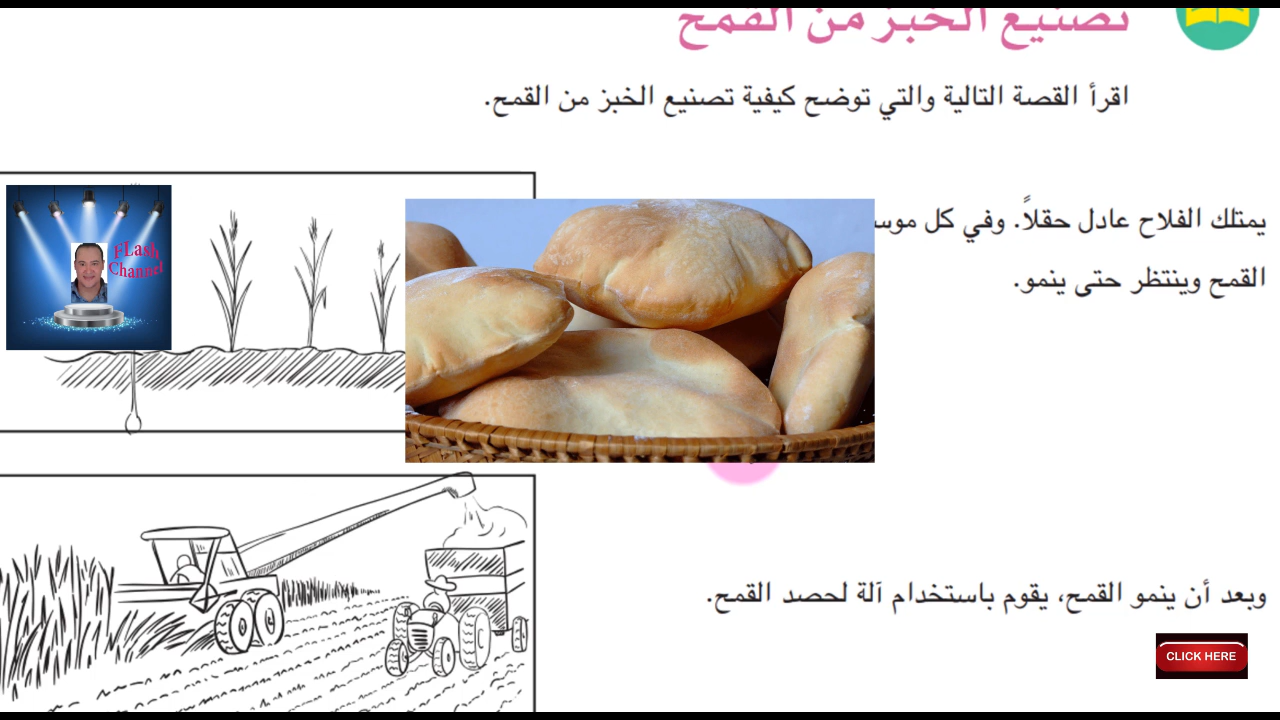 تصنيع الخبز من القمح
اقرأ القصة التالية والتي توضح كيفية تصنيع الخبز من القمح.
يمتلك الفلاح عادل حقلاً. وفي كل
القمح وينتظر حتى ينمو.
وبعد أن ينمو القمح، يقوم باستخدام آلة لحصد القمح.
FLash
Channel
CLICK HERE